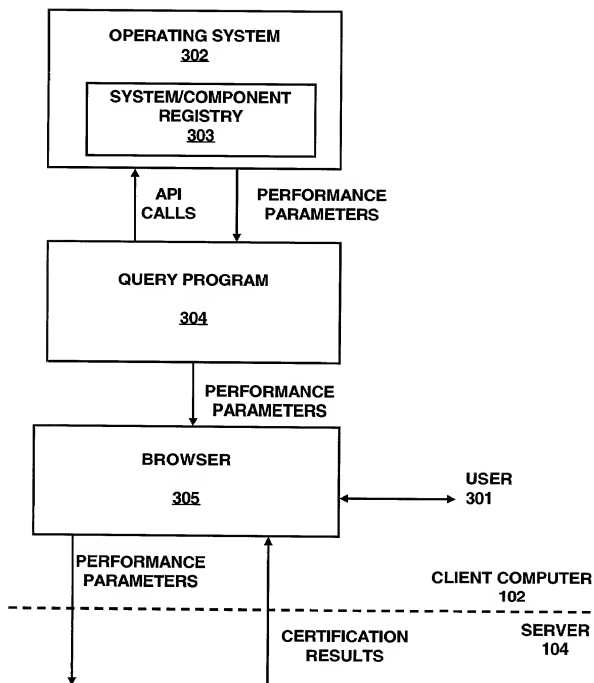 OPERATING SYSTEM
302
SYSTEM/COMPONENT
REGISTRY
303
API
CALLS
PERFORMANCE
PARAMETERS
QUERY PROGRAM
304
PERFORMANCE
PARAMETERS
BROWSER
305
USER
301
PERFORMANCE
PARAMETERS
CLIENT COMPUTER
102
SERVER
104
CERTIFICATION
RESULTS